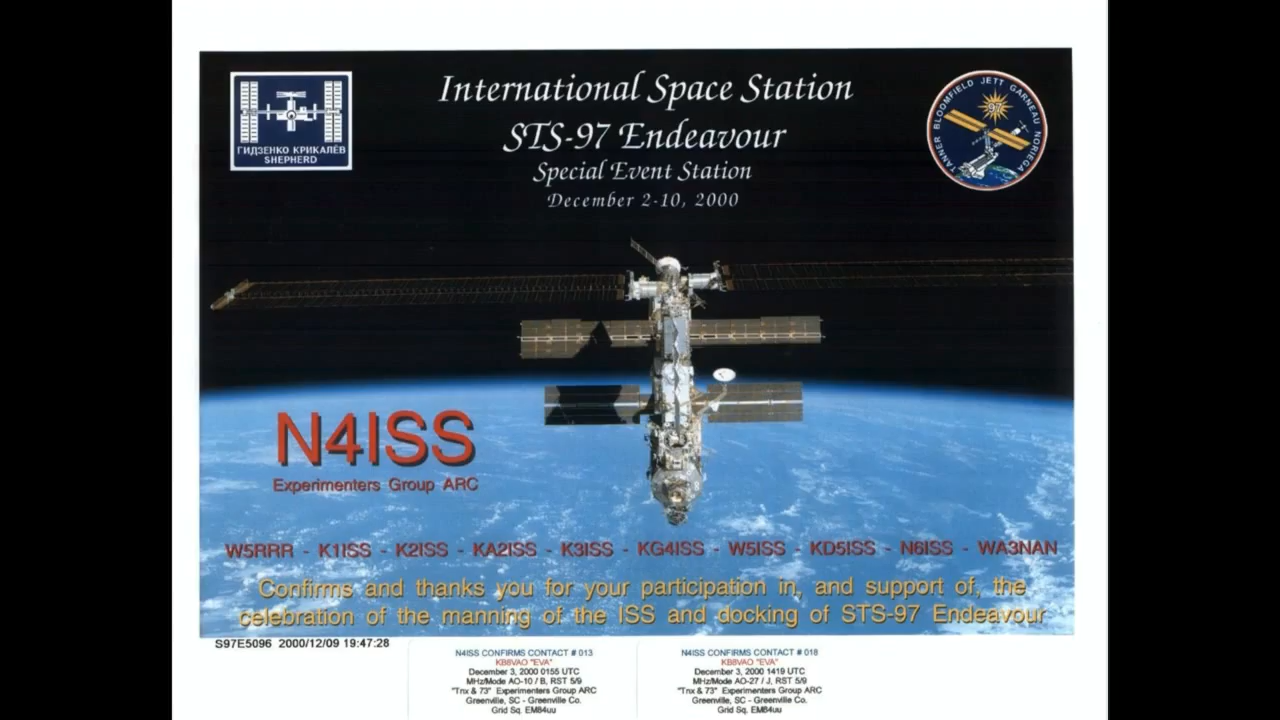 International Space Station
STS-97 Endeavour
Special Event Station
December 2-10, 2000
ГИДЗЕНКО КРИКАЛЁВ
SHEPHERD
TANNER BLOOMFIELD JETT GARNEAU NORIEGA
97
N4ISS
Experimenters Group ARC
W5RRR - K1ISS - K2ISS - KA2ISS - K3ISS - KG4ISS - W5ISS - KD5ISS - N6ISS - WA3NAN
Confirms and thanks you for your participation in, and support of, the
celebration of the manning of the ISS and docking of STS-97 Endeavour
S97E5096 2000/12/09 19:47:28
N4ISS CONFIRMS CONTACT # 013
KB8VAO "EVA"
December 3, 2000 0155 UTC
MHz/Mode AO-10 / B, RST 5/9
"Tnx & 73" Experimenters Group ARC
Greenville, SC - Greenville Co.
Grid Sq. EM84uu
N4ISS CONFIRMS CONTACT # 018
KB8VAO "EVA"
December 3, 2000 1419 UTC
MHz/Mode AO-27 / J, RST 5/9
"Tnx & 73" Experimenters Group ARC
Greenville, SC - Greenville Co.
Grid Sq. EM84uu